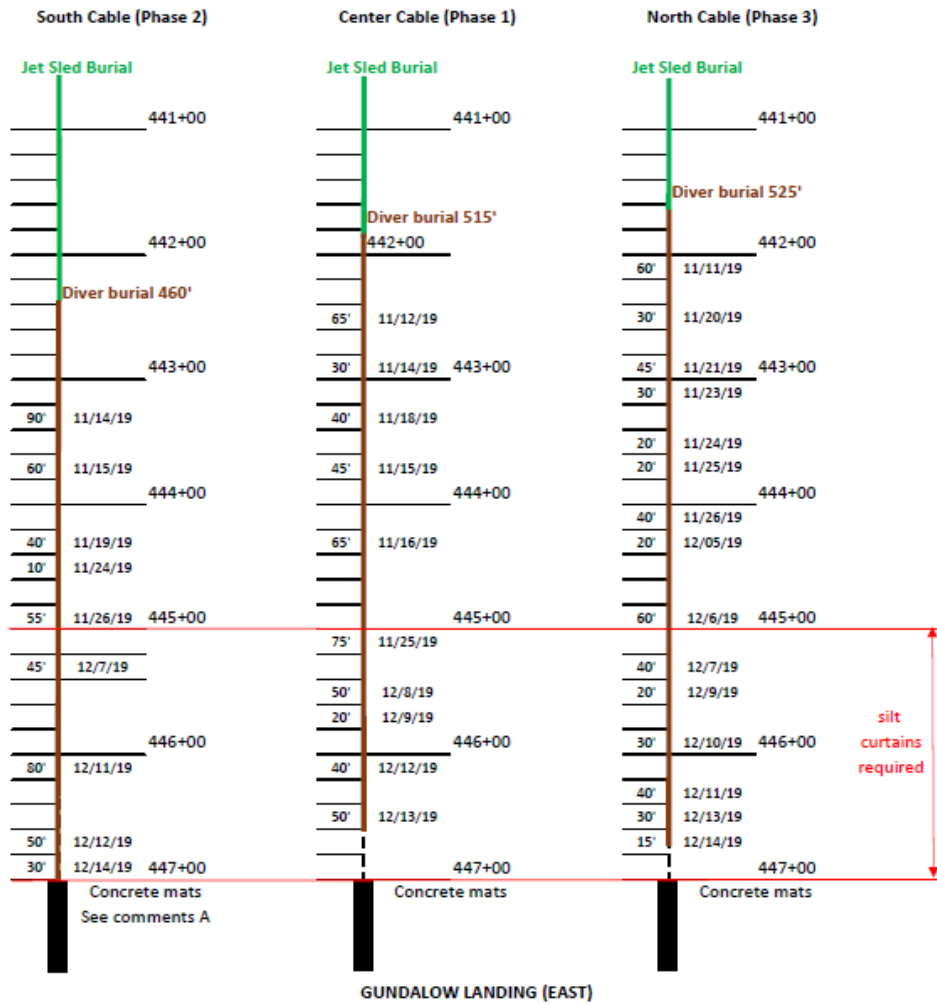 South Cable (Phase 2)
Center Cable (Phase 1)
North Cable (Phase 3)
Jet Sled Burial
Jet Sled Burial
Jet Sled Burial
441+00
441+00
441+00
Diver burial 525'
Diver burial 515'
442+00
442+00
442+00
60' 11/11/19
Diver burial 460'
65' 11/12/19
30' 11/20/19
443+00
30' 11/14/19 443+00
45' 11/21/19 443+00
30' 11/23/19
90' 11/14/19
40' 11/18/19
20' 11/24/19
60' 11/15/19
45' 11/15/19
20' 11/25/19
444+00
444+00
444+00
40' 11/26/19
40' 11/19/19
65' 11/16/19
20' 12/05/19
10' 11/24/19
55' 11/26/19 445+00
445+00
60' 12/6/19 445+00
75' 11/25/19
45' 12/7/19
40' 12/7/19
50' 12/8/19
20' 12/9/19
20' 12/9/19
silt
curtains
required
446+00
446+00
30' 12/10/19 446+00
80' 12/11/19
40' 12/12/19
40' 12/11/19
50' 12/13/19
30' 12/13/19
50' 12/12/19
15' 12/14/19
30' 12/14/19 447+00
447+00
447+00
Concrete mats
See comments A
Concrete mats
Concrete mats
GUNDALOW LANDING (EAST)